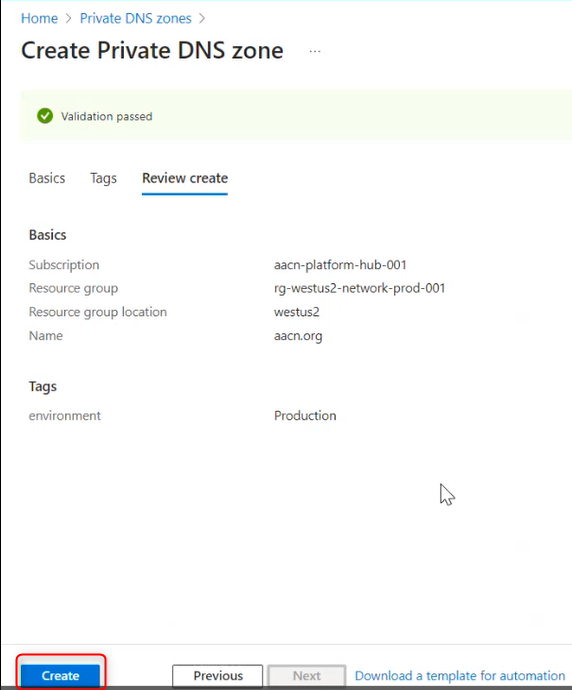 Home > Private DNS zones >
Create Private DNS zone ...
Validation passed
Basics Tags Review create
Basics
Subscription aacn-platform-hub-001
Resource group rg-westus2-network-prod-001
Resource group location westus2
Name aacn.org
Tags
environment Production
Create Previous Next Download a template for automation